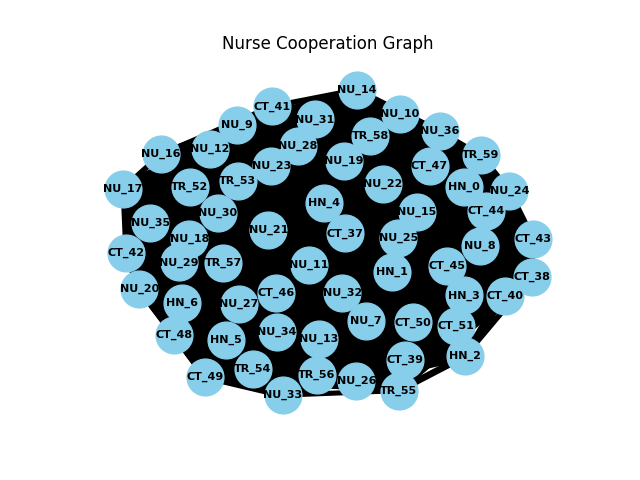 Nurse Cooperation Graph
NU_14
CT_41
NU_10
NU_31
NU_9
NU_36
TR_58
NU_28
NU_12
NU_16
TR_59
NU_19
NU_23
CT_47
TR_53
NU_22
TR_52
HN_0
NU_17
NU_24
HN_4
CT_44
NU_15
NU_30
NU_35
NU_21
CT_37
NU_25
NU_18
CT_43
NU_8
CT_42
NU_29
TR_57
NU_11
CT_45
HN_1
CT_38
NU_20
CT_46
NU_32
HN_3
CT_40
HN_6
NU_27
NU_7
CT_50
CT_51
CT_48
NU_34
HN_5
NU_13
HN_2
CT_39
TR_54
CT_49
TR_56
NU_26
TR_55
NU_33